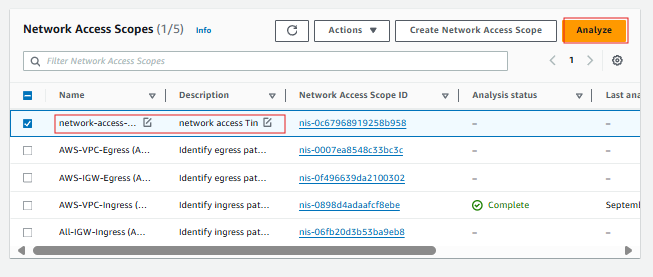 Network Access Scopes (1/5) Info Actions Create Network Access Scope Analyze
Filter Network Access Scopes 1
Name Description Network Access Scope ID Analysis status Last ana
network-access-... network access Tin nis-0c67968919258b958 –
AWS-VPC-Egress (A... Identify egress pat... nis-0007ea8548c33bc3c – –
AWS-IGW-Egress (A... Identify egress pat... nis-0f496639da2100302 – –
AWS-VPC-Ingress (... Identify ingress pat... nis-0898d4adaafcf8ebe Complete Septem
All-IGW-Ingress (A... Identify ingress pat... nis-06fb20d3b53ba9eb8 – –